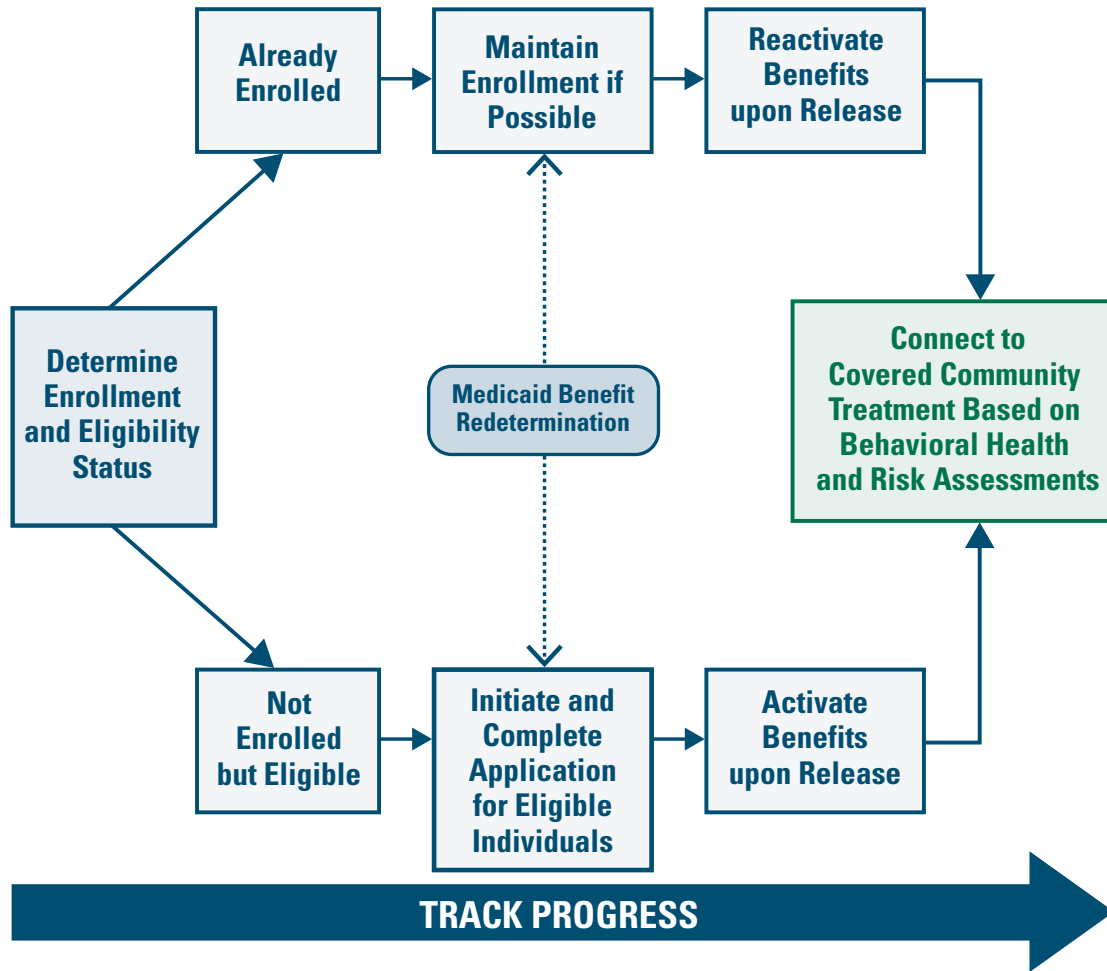 Already
Enrolled
Maintain
Enrollment if
Possible
Reactivate
Benefits
upon Release
Determine
Enrollment
and Eligibility
Status
Medicaid Benefit
Redetermination
Connect to
Covered Community
Treatment Based on
Behavioral Health
and Risk Assessments
Not
Enrolled
but Eligible
Initiate and
Complete
Application
for Eligible
Individuals
Activate
Benefits
upon Release
TRACK PROGRESS